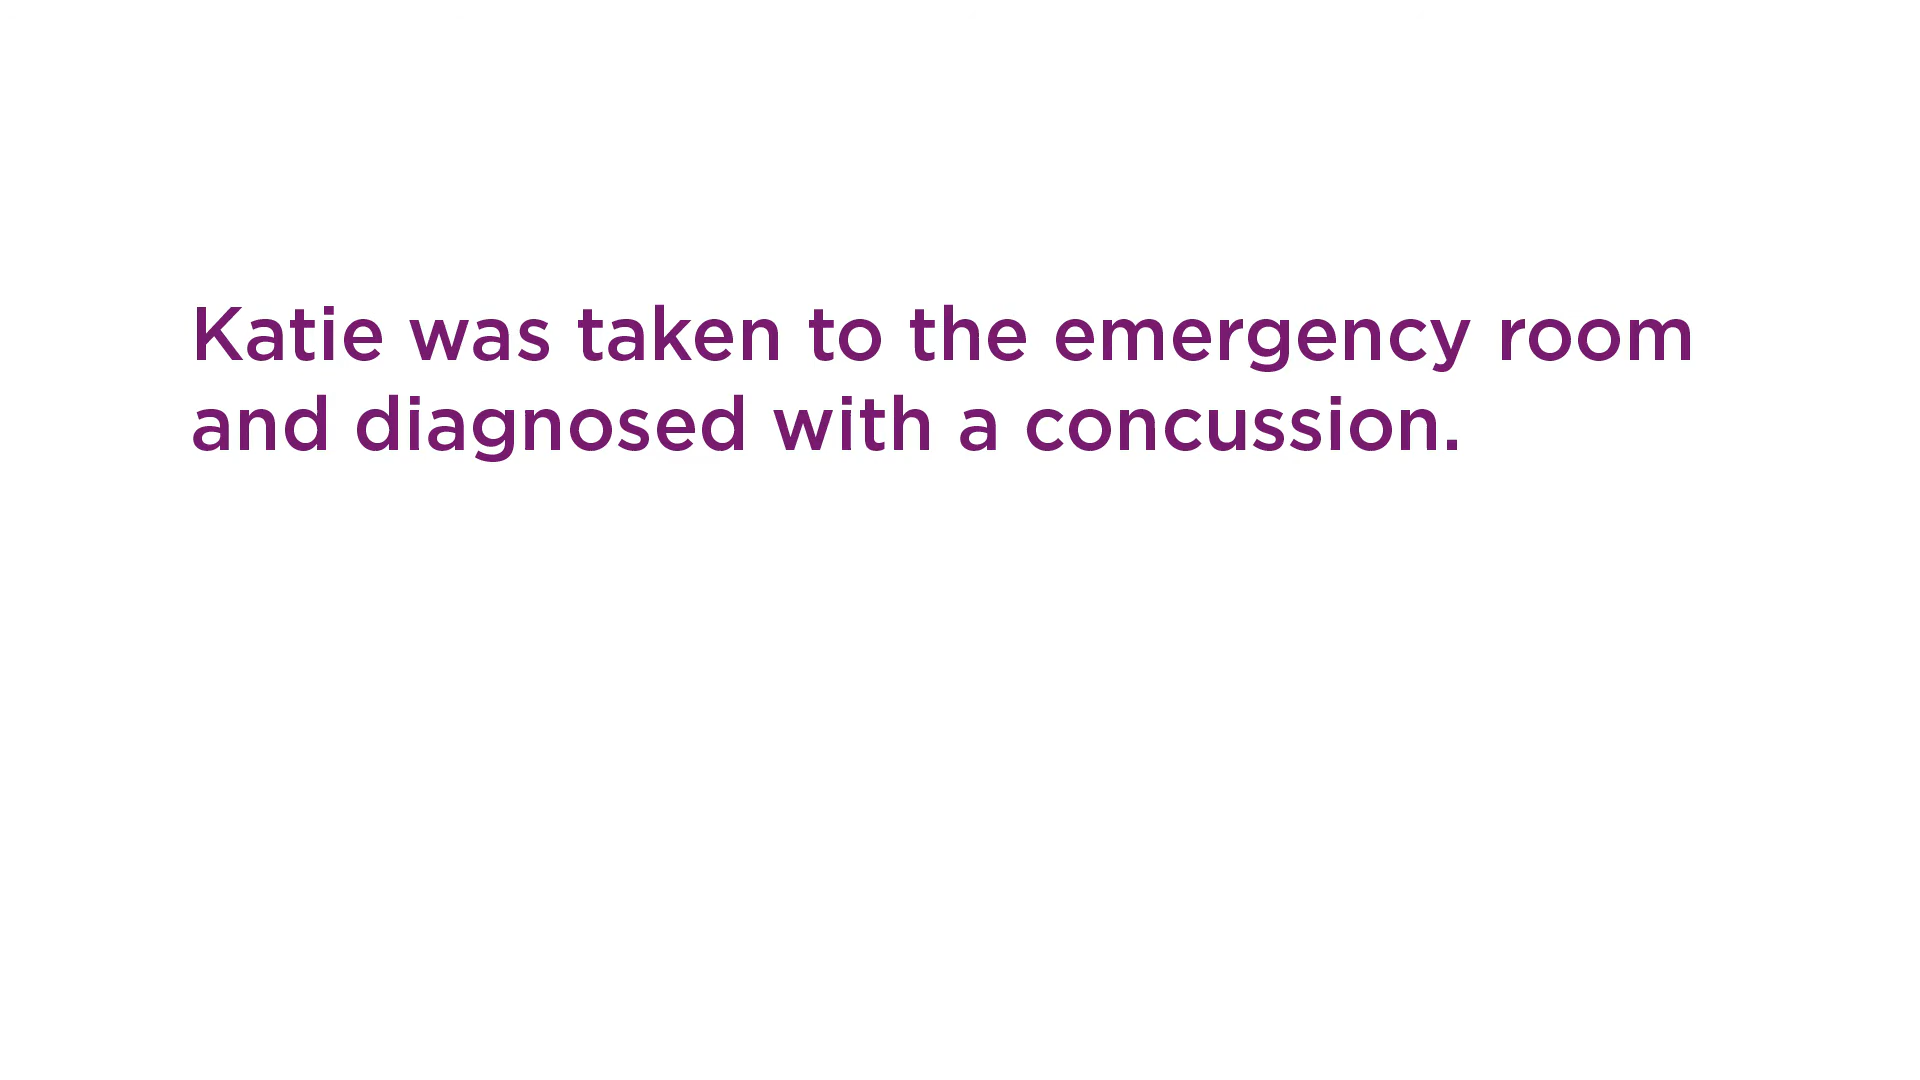 Katie was taken to the emergency room
and diagnosed with a concussion.